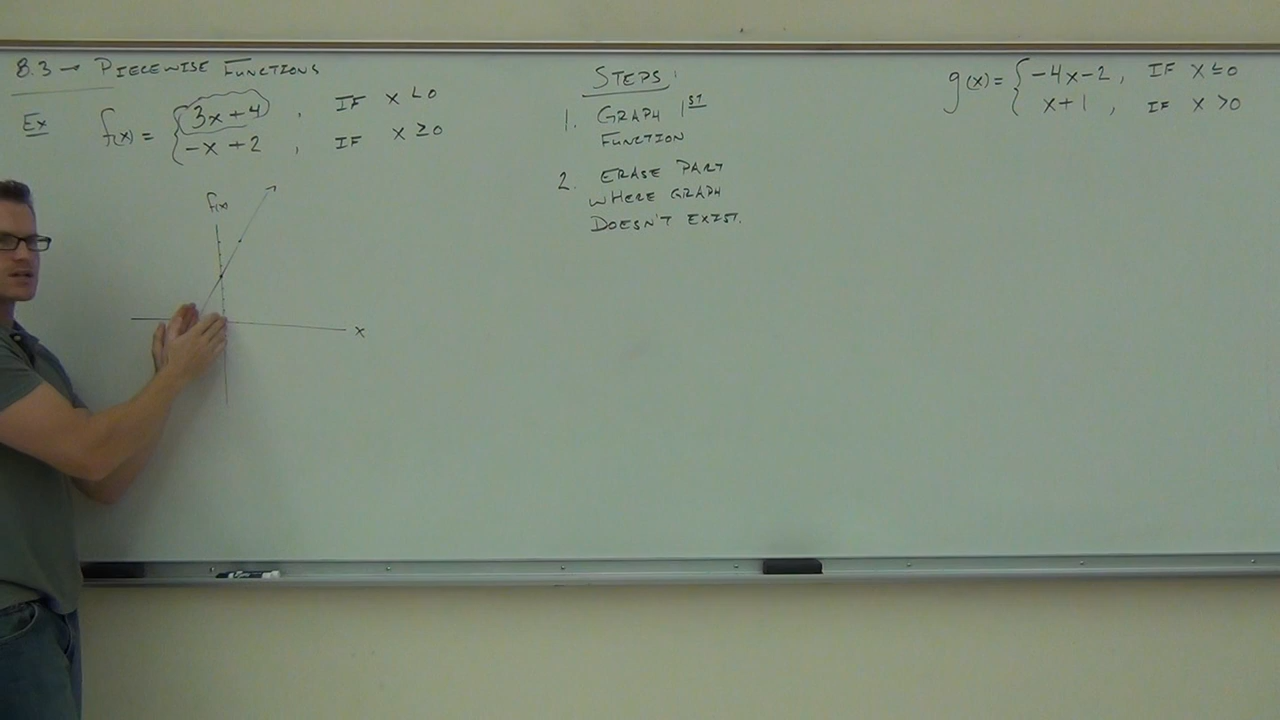 8.3 → PIECEWISE FUNCTIONS
Ex f(x) = { 3x+4 , IF x < 0
-x+2 , IF x ≥ 0
f(x)
x
STEPS:
1. GRAPH 1ST
FUNCTION
2. ERASE PART
WHERE GRAPH
DOESN'T EXIST.
g(x) = { -4x-2 , IF x ≤ 0
x+1 , IF x > 0